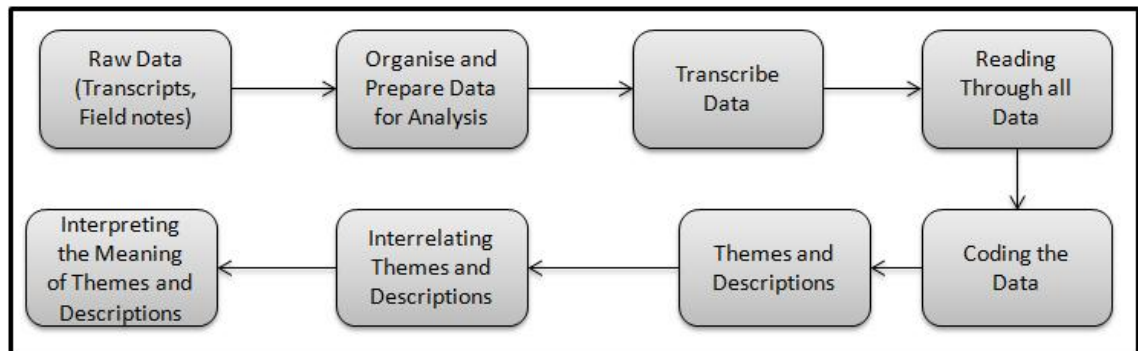 Raw Data
(Transcripts,
Field notes)
Organise and
Prepare Data
for Analysis
Transcribe
Data
Reading
Through all
Data
Coding the
Data
Themes and
Descriptions
Interrelating
Themes and
Descriptions
Interpreting
the Meaning
of Themes and
Descriptions